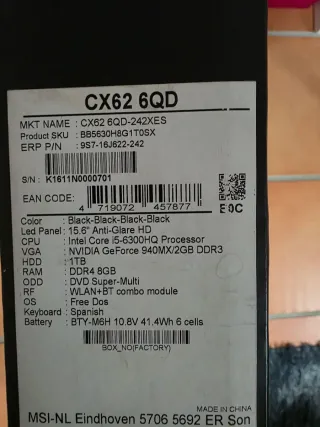 CX62 6QD
MKT NAME : CX62 6QD-242XES
Product SKU : BB5630H8G1T0SX
ERP P/N : 9S7-16J622-242
S/N : K1611N0000701
EAN CODE:
4 719072 457877
E0C
Color : Black-Black-Black-Black
Led Panel : 15.6" Anti-Glare HD
CPU : Intel Core i5-6300HQ Processor
VGA : NVIDIA GeForce 940MX/2GB DDR3
HDD : 1TB
RAM : DDR4 8GB
ODD : DVD Super-Multi
RF : WLAN+BT combo module
OS : Free Dos
Keyboard : Spanish
Battery : BTY-M6H 10.8V 41.4Wh 6 cells
BOX_NO(FACTORY)
MADE IN CHINA
MSI-NL Eindhoven 5706 5692 ER Son